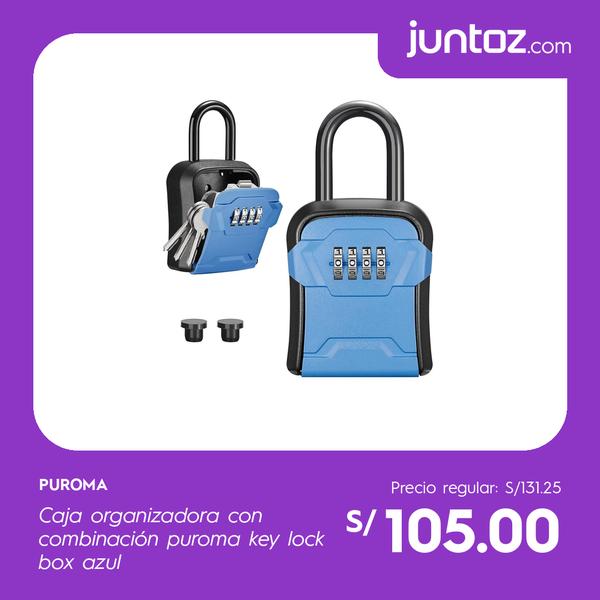 juntoz.com
PUROMA
Caja organizadora con
combinación puroma key lock
box azul
Precio regular: S/131.25
S/105.00